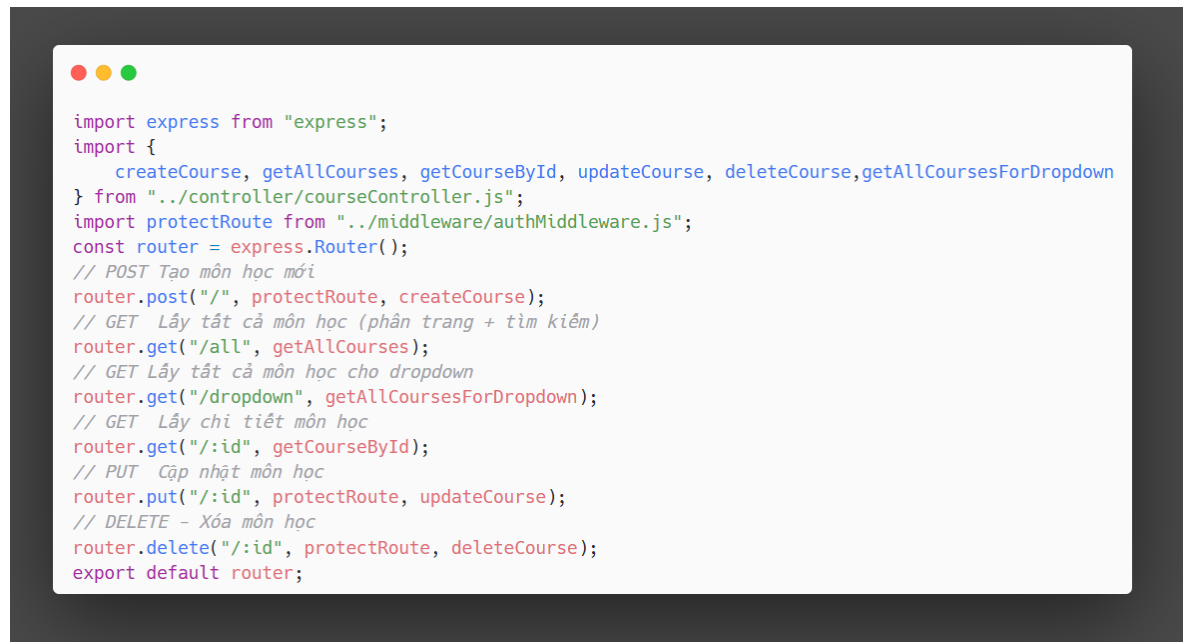 import express from "express";
import {
    createCourse, getAllCourses, getCourseById, updateCourse, deleteCourse,getAllCoursesForDropdown
} from "../controller/courseController.js";
import protectRoute from "../middleware/authMiddleware.js";
const router = express.Router();
// POST Tạo môn học mới
router.post("/", protectRoute, createCourse);
// GET  Lấy tất cả môn học (phân trang + tìm kiếm)
router.get("/all", getAllCourses);
// GET Lấy tất cả môn học cho dropdown
router.get("/dropdown", getAllCoursesForDropdown);
// GET  Lấy chi tiết môn học
router.get("/:id", getCourseById);
// PUT  Cập nhật môn học
router.put("/:id", protectRoute, updateCourse);
// DELETE - Xóa môn học
router.delete("/:id", protectRoute, deleteCourse);
export default router;